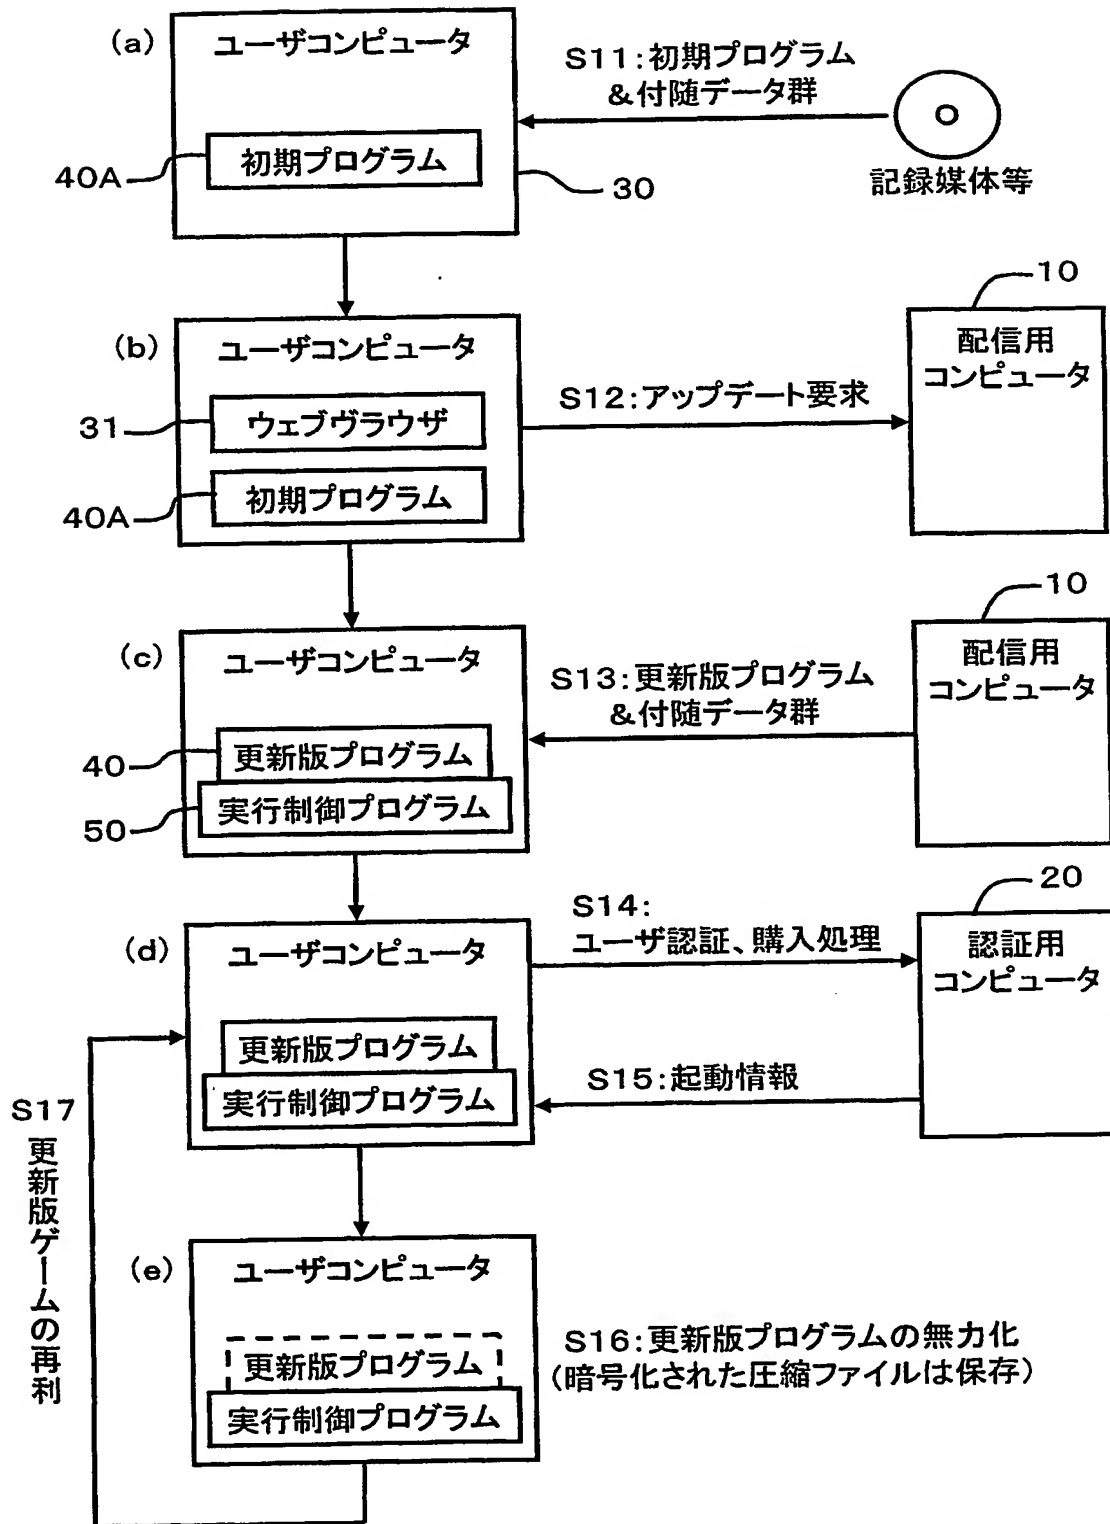 (a)
ユーザコンピュータ
S11:初期プログラム
&付随データ群
40A
初期プログラム
30
記録媒体等
10
(b)
ユーザコンピュータ
配信用
コンピュータ
31
ウェブヴラウザ
S12:アップデート要求
40A
初期プログラム
10
(c)
ユーザコンピュータ
S13:更新版プログラム
&付随データ群
配信用
コンピュータ
40
更新版プログラム
50
実行制御プログラム
20
(d)
ユーザコンピュータ
S14:
ユーザ認証、購入処理
認証用
コンピュータ
更新版プログラム
実行制御プログラム
S15:起動情報
S17
更新版ゲームの再利
(e)
ユーザコンピュータ
更新版プログラム
実行制御プログラム
S16:更新版プログラムの無力化
(暗号化された圧縮ファイルは保存)